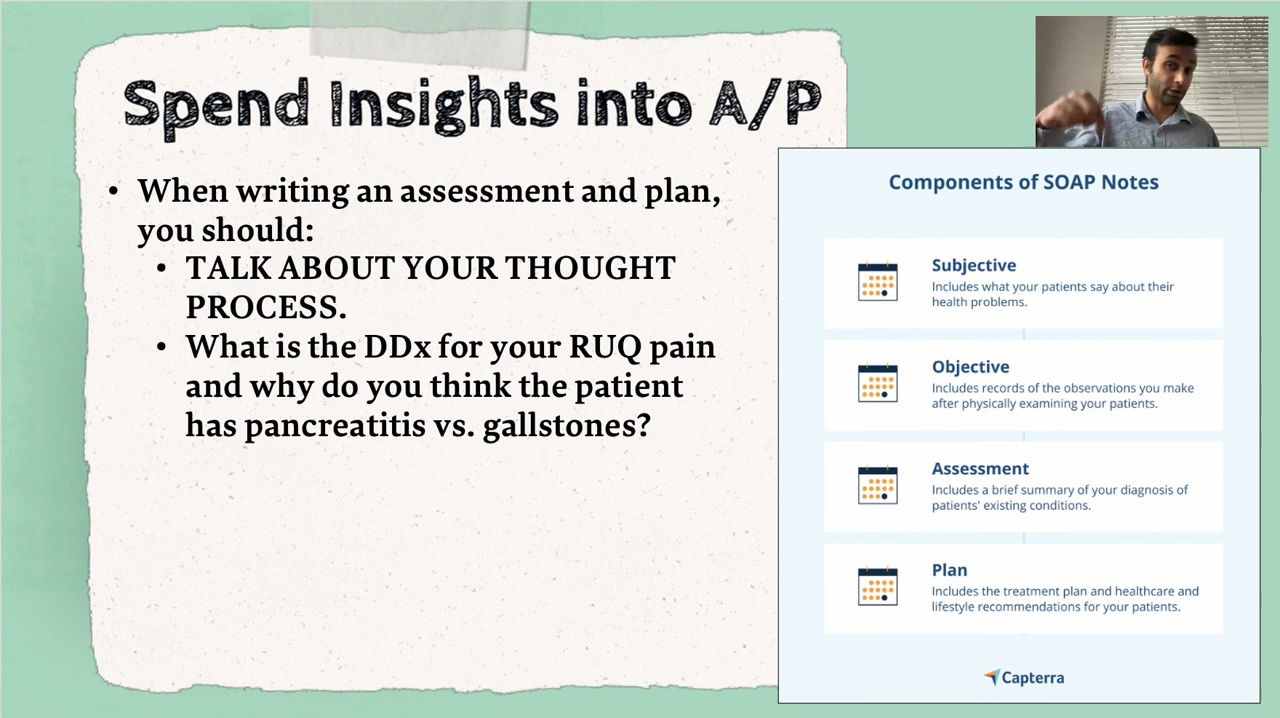 Spend Insights into A/P
• When writing an assessment and plan,
you should:
• TALK ABOUT YOUR THOUGHT
PROCESS.
• What is the DDx for your RUQ pain
and why do you think the patient
has pancreatitis vs. gallstones?
Components of SOAP Notes
Subjective
Includes what your patients say about their
health problems.
Objective
Includes records of the observations you make
after physically examining your patients.
Assessment
Includes a brief summary of your diagnosis of
patients' existing conditions.
Plan
Includes the treatment plan and healthcare and
lifestyle recommendations for your patients.
Capterra